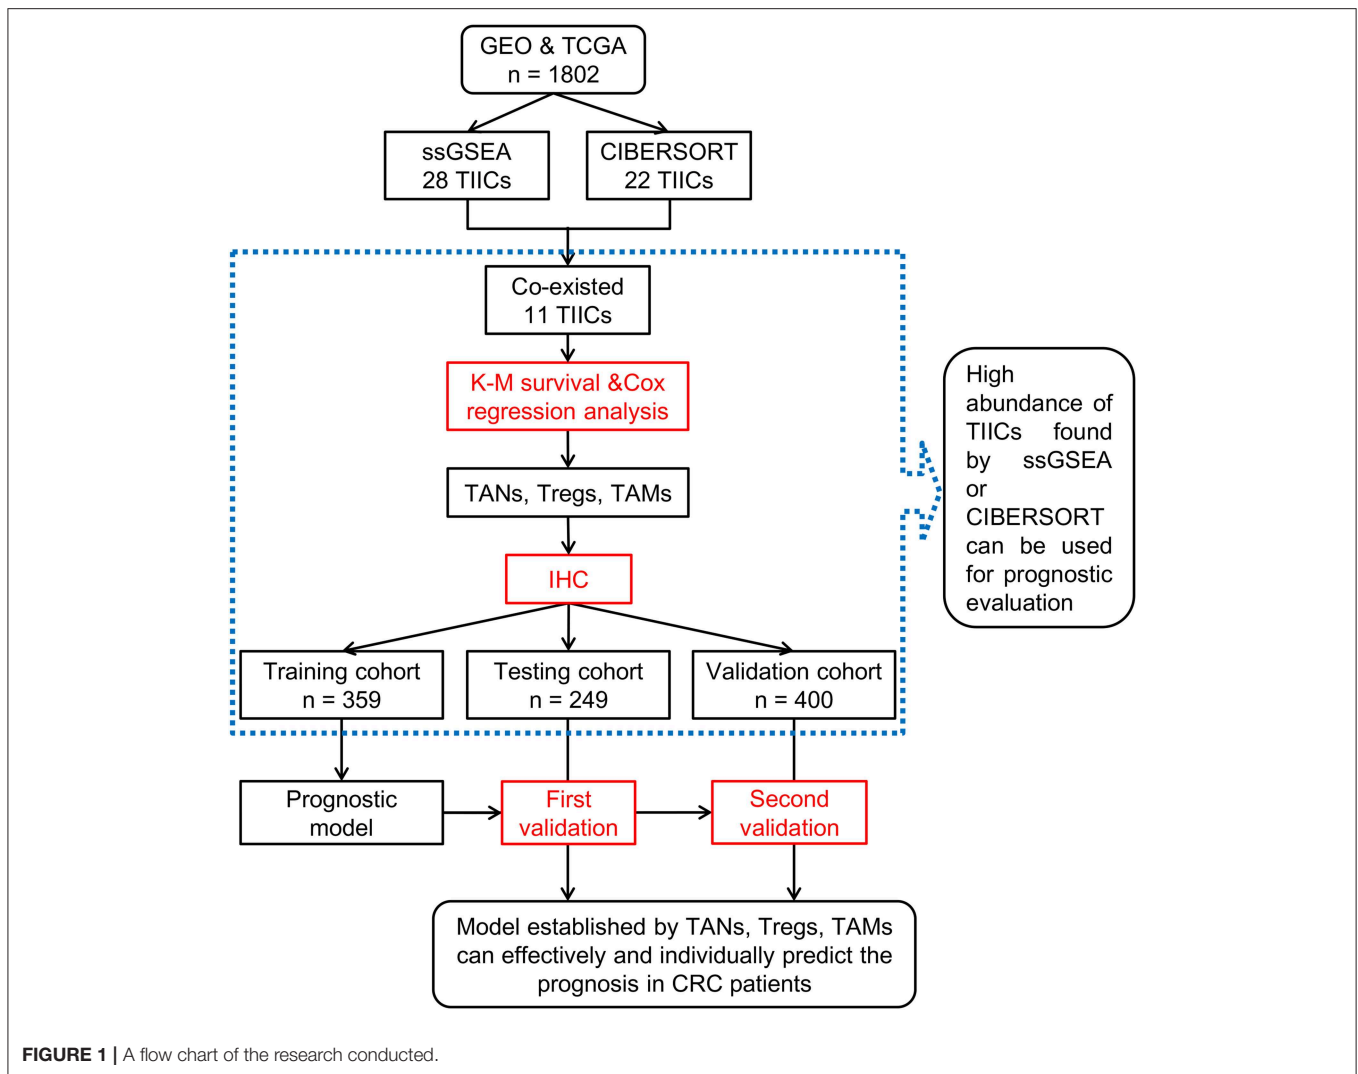 GEO & TCGA
n = 1802
ssGSEA
28 TIICs
CIBERSORT
22 TIICs
Co-existed
11 TIICs
K-M survival &Cox
regression analysis
TANs, Tregs, TAMs
IHC
Training cohort
n = 359
Testing cohort
n = 249
Validation cohort
n = 400
High
abundance of
TIICs found
by ssGSEA
or
CIBERSORT
can be used
for prognostic
evaluation
Prognostic
model
First
validation
Second
validation
Model established by TANs, Tregs, TAMs
can effectively and individually predict the
prognosis in CRC patients
FIGURE 1 | A flow chart of the research conducted.